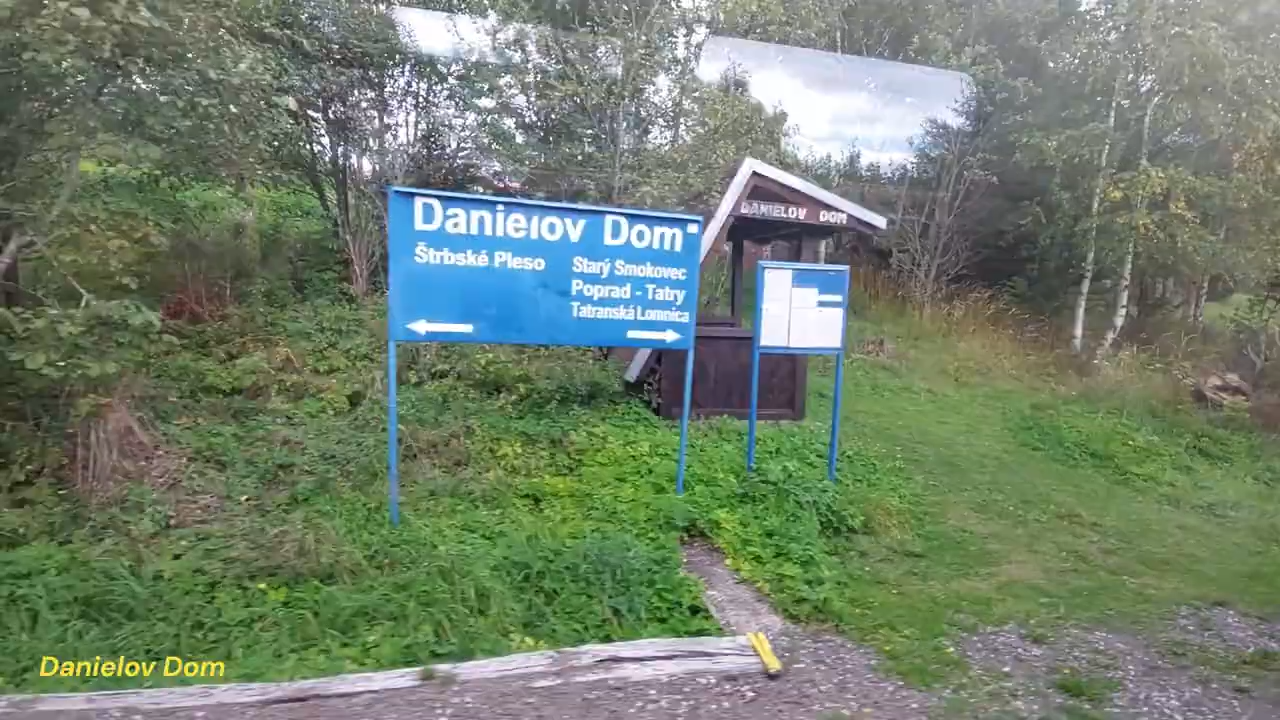 Danielov Dom
Štrbské Pleso
Starý Smokovec
Poprad - Tatry
Tatranská Lomnica
DANIELOV DOM
Danielov Dom